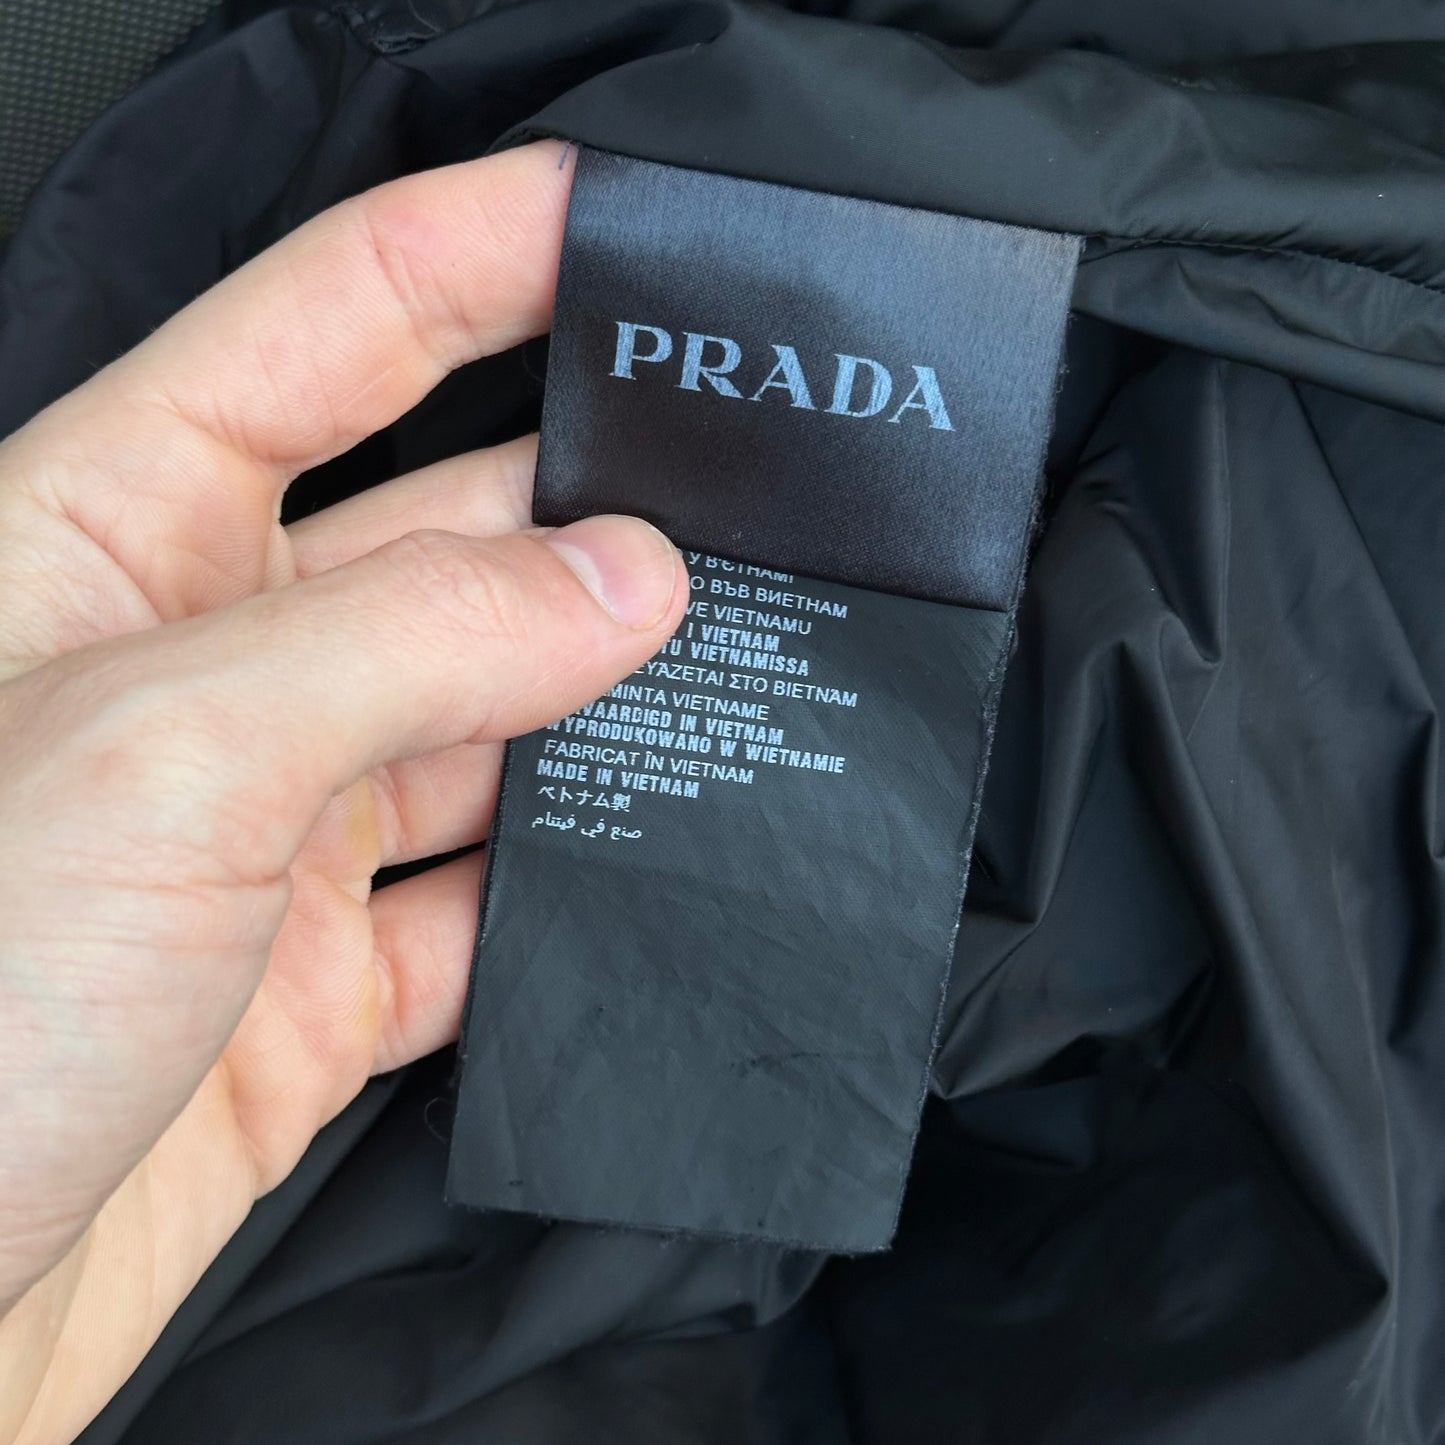 PRADA
У В'ЄТНАМІ
ВЪВ ВИЕТНАМ
VIETNAMU
I VIETNAM
VIETNAMISSA
ΣΤΟ ΒΙΕΤΝΑΜ
VIETNAME
IN VIETNAM
WYPRODUKOWANO W WIETNAMIE
FABRICAT ÎN VIETNAM
MADE IN VIETNAM
ベトナム製
صنع في فيتنام